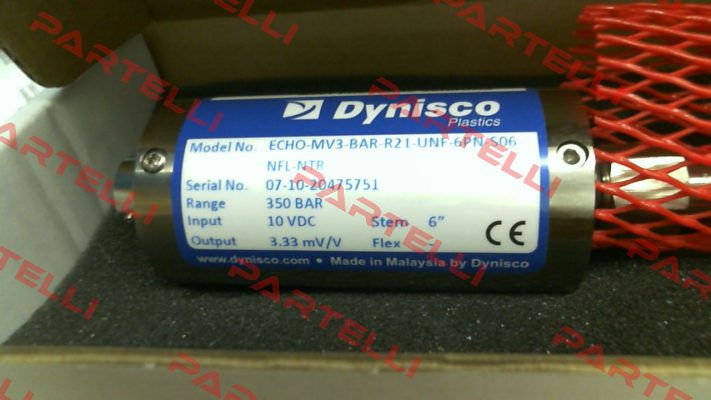 Dynisco
Plastics
Model No. ECHO-MV3-BAR-R21-UNF-6PN-S06
NFL-NTR
Serial No. 07-10-20475751
Range 350 BAR
Input 10 VDC Stem 6"
Output 3.33 mV/V Flex -
CE
www.dynisco.com • Made in Malaysia by Dynisco
PARTELLI
PARTELLI
PARTELLI
PARTELLI
PARTELLI
PARTELLI
PARTELLI
PARTELLI